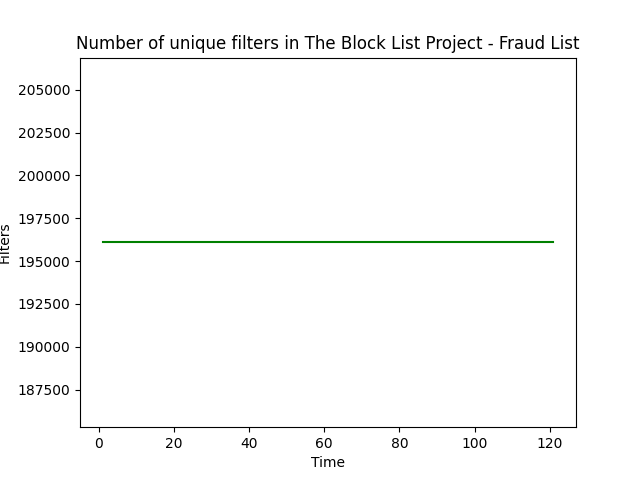 Number of unique filters in The Block List Project - Fraud List
205000
202500
200000
197500
195000
192500
190000
187500
Filters
0 20 40 60 80 100 120
Time